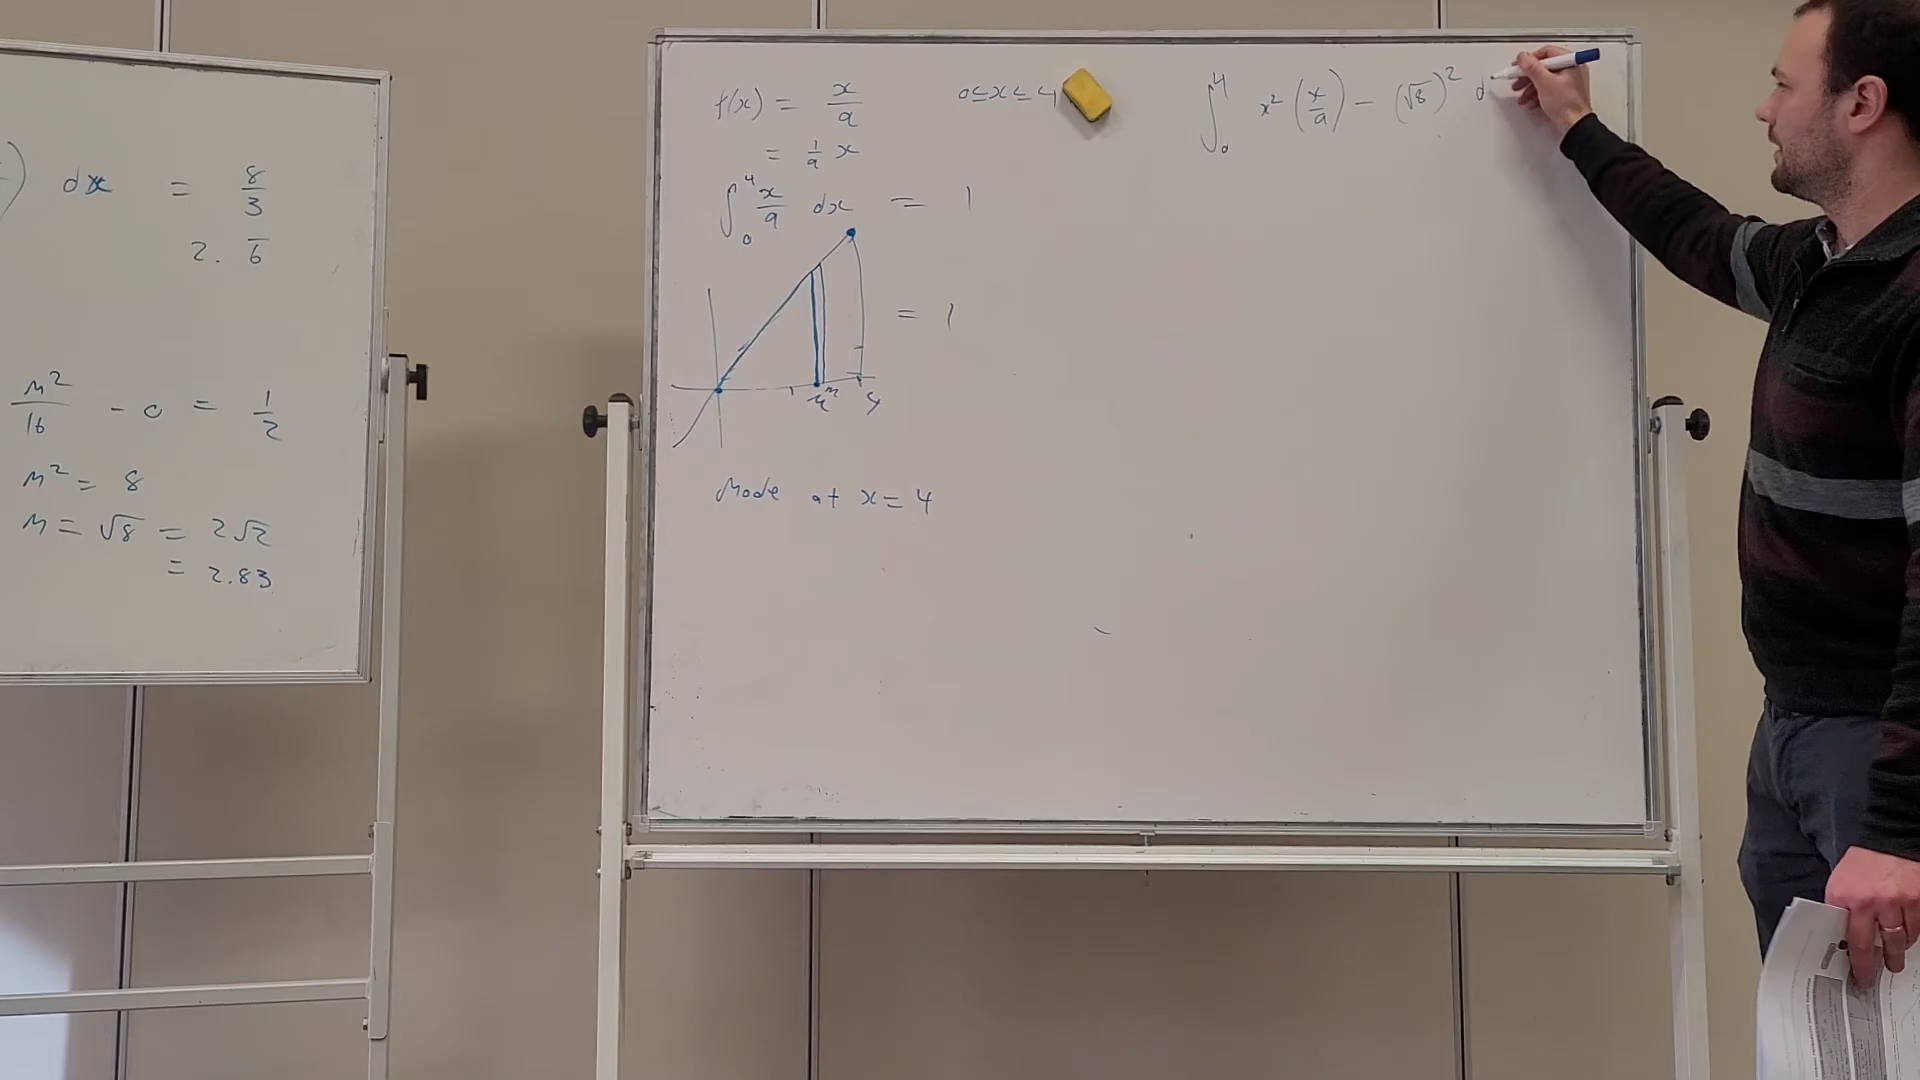 ) dx = 8/3
2.6̅
m²/16 - 0 = 1/2
m² = 8
m = √8 = 2√2
= 2.83
f(x) = x/a 0≤x≤4
= 1/a x
∫₀⁴ x/a dx = 1
= 1
m 4
Mode at x=4
∫₀⁴ x² (x/a) - (√8)² d